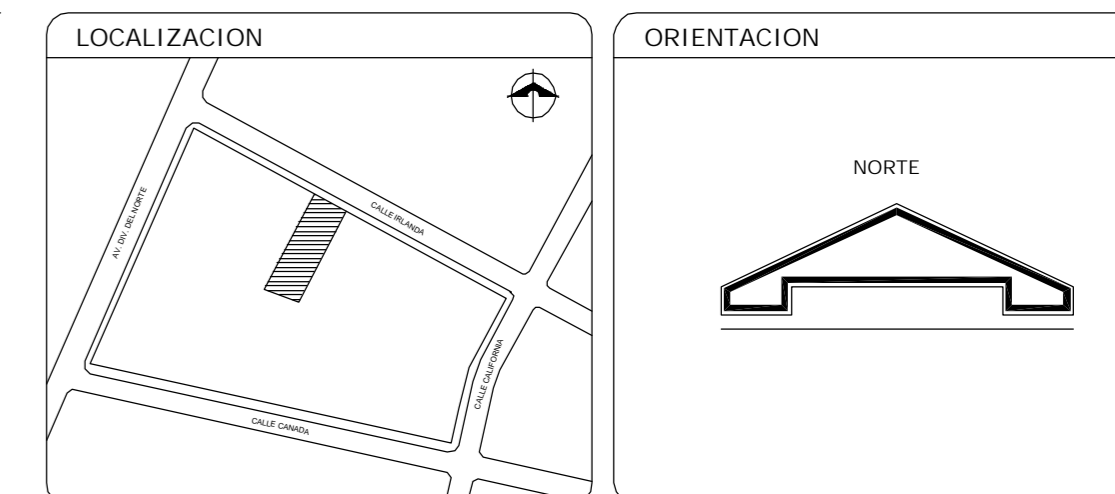 LOCALIZACION
AV. DIV. DEL NORTE
CALLE IRLANDA
CALLE CALIFORNIA
CALLE CANADA
ORIENTACION
NORTE